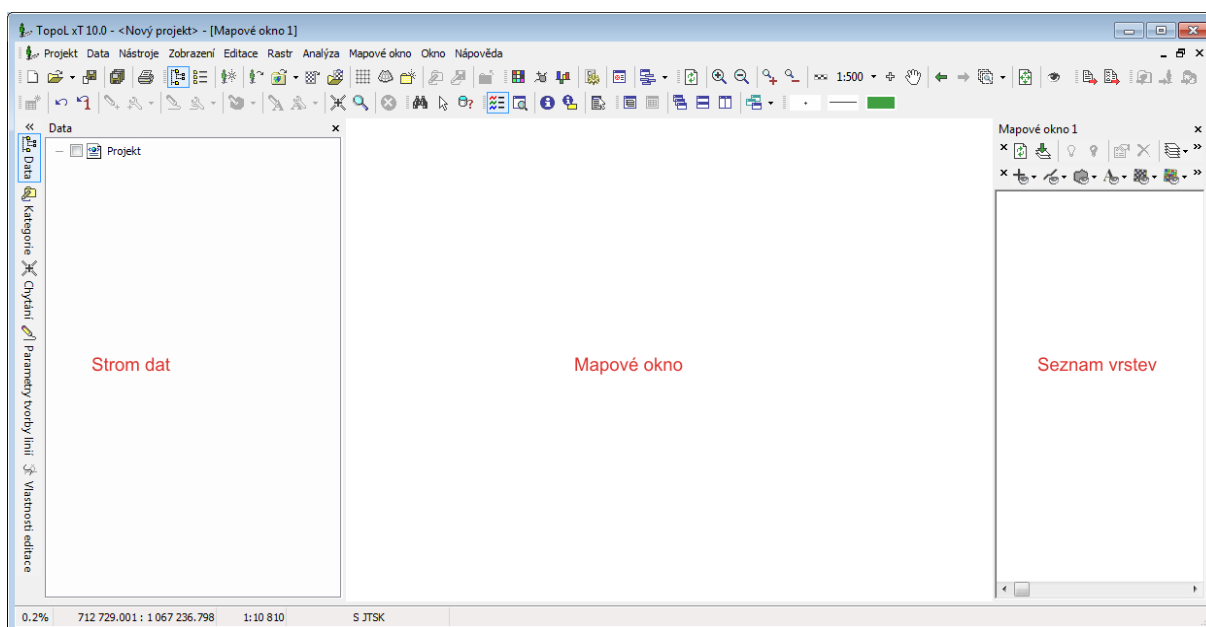 TopoL xT 10.0 - <Nový projekt> - [Mapové okno 1]
Projekt Data Nástroje Zobrazení Editace Rastr Analýza Mapové okno Okno Nápověda
1:500
Data
Mapové okno 1
Projekt
Data
Kategorie
Chytání
Parametry tvorby linií
Vlastnosti editace
Strom dat
Mapové okno
Seznam vrstev
0.2% 712 729.001 : 1 067 236.798 1:10 810 S JTSK